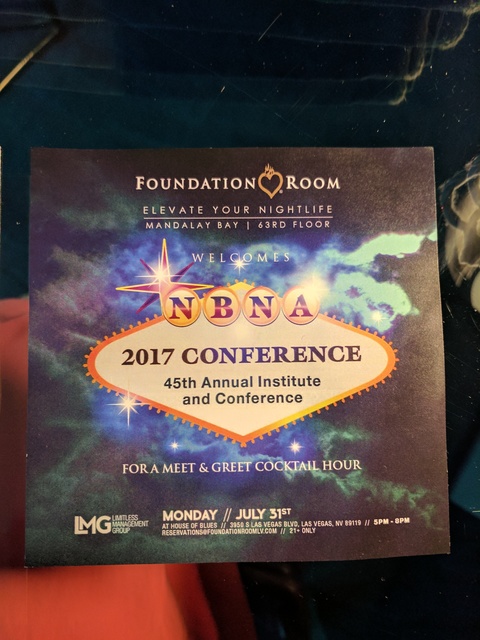 FOUNDATION ROOM
ELEVATE YOUR NIGHTLIFE
MANDALAY BAY | 63RD FLOOR
WELCOMES
NBNA
2017 CONFERENCE
45th Annual Institute
and Conference
FOR A MEET & GREET COCKTAIL HOUR
LMG LIMITLESS
MANAGEMENT
GROUP
MONDAY // JULY 31ST
AT HOUSE OF BLUES // 3950 S LAS VEGAS BLVD, LAS VEGAS, NV 89119 // 5PM - 8PM
RESERVATIONS@FOUNDATIONROOMLV.COM // 21+ ONLY